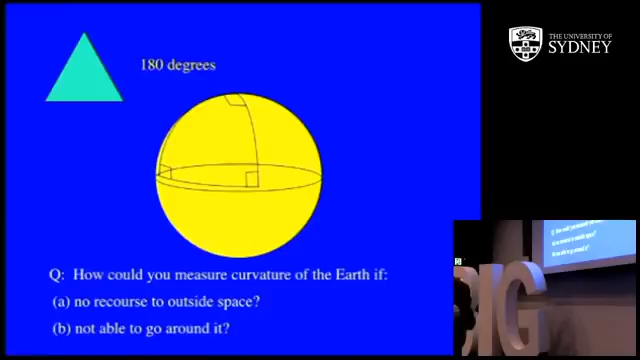 THE UNIVERSITY OF
SYDNEY
180 degrees
Q: How could you measure curvature of the Earth if:
(a) no recourse to outside space?
(b) not able to go around it?